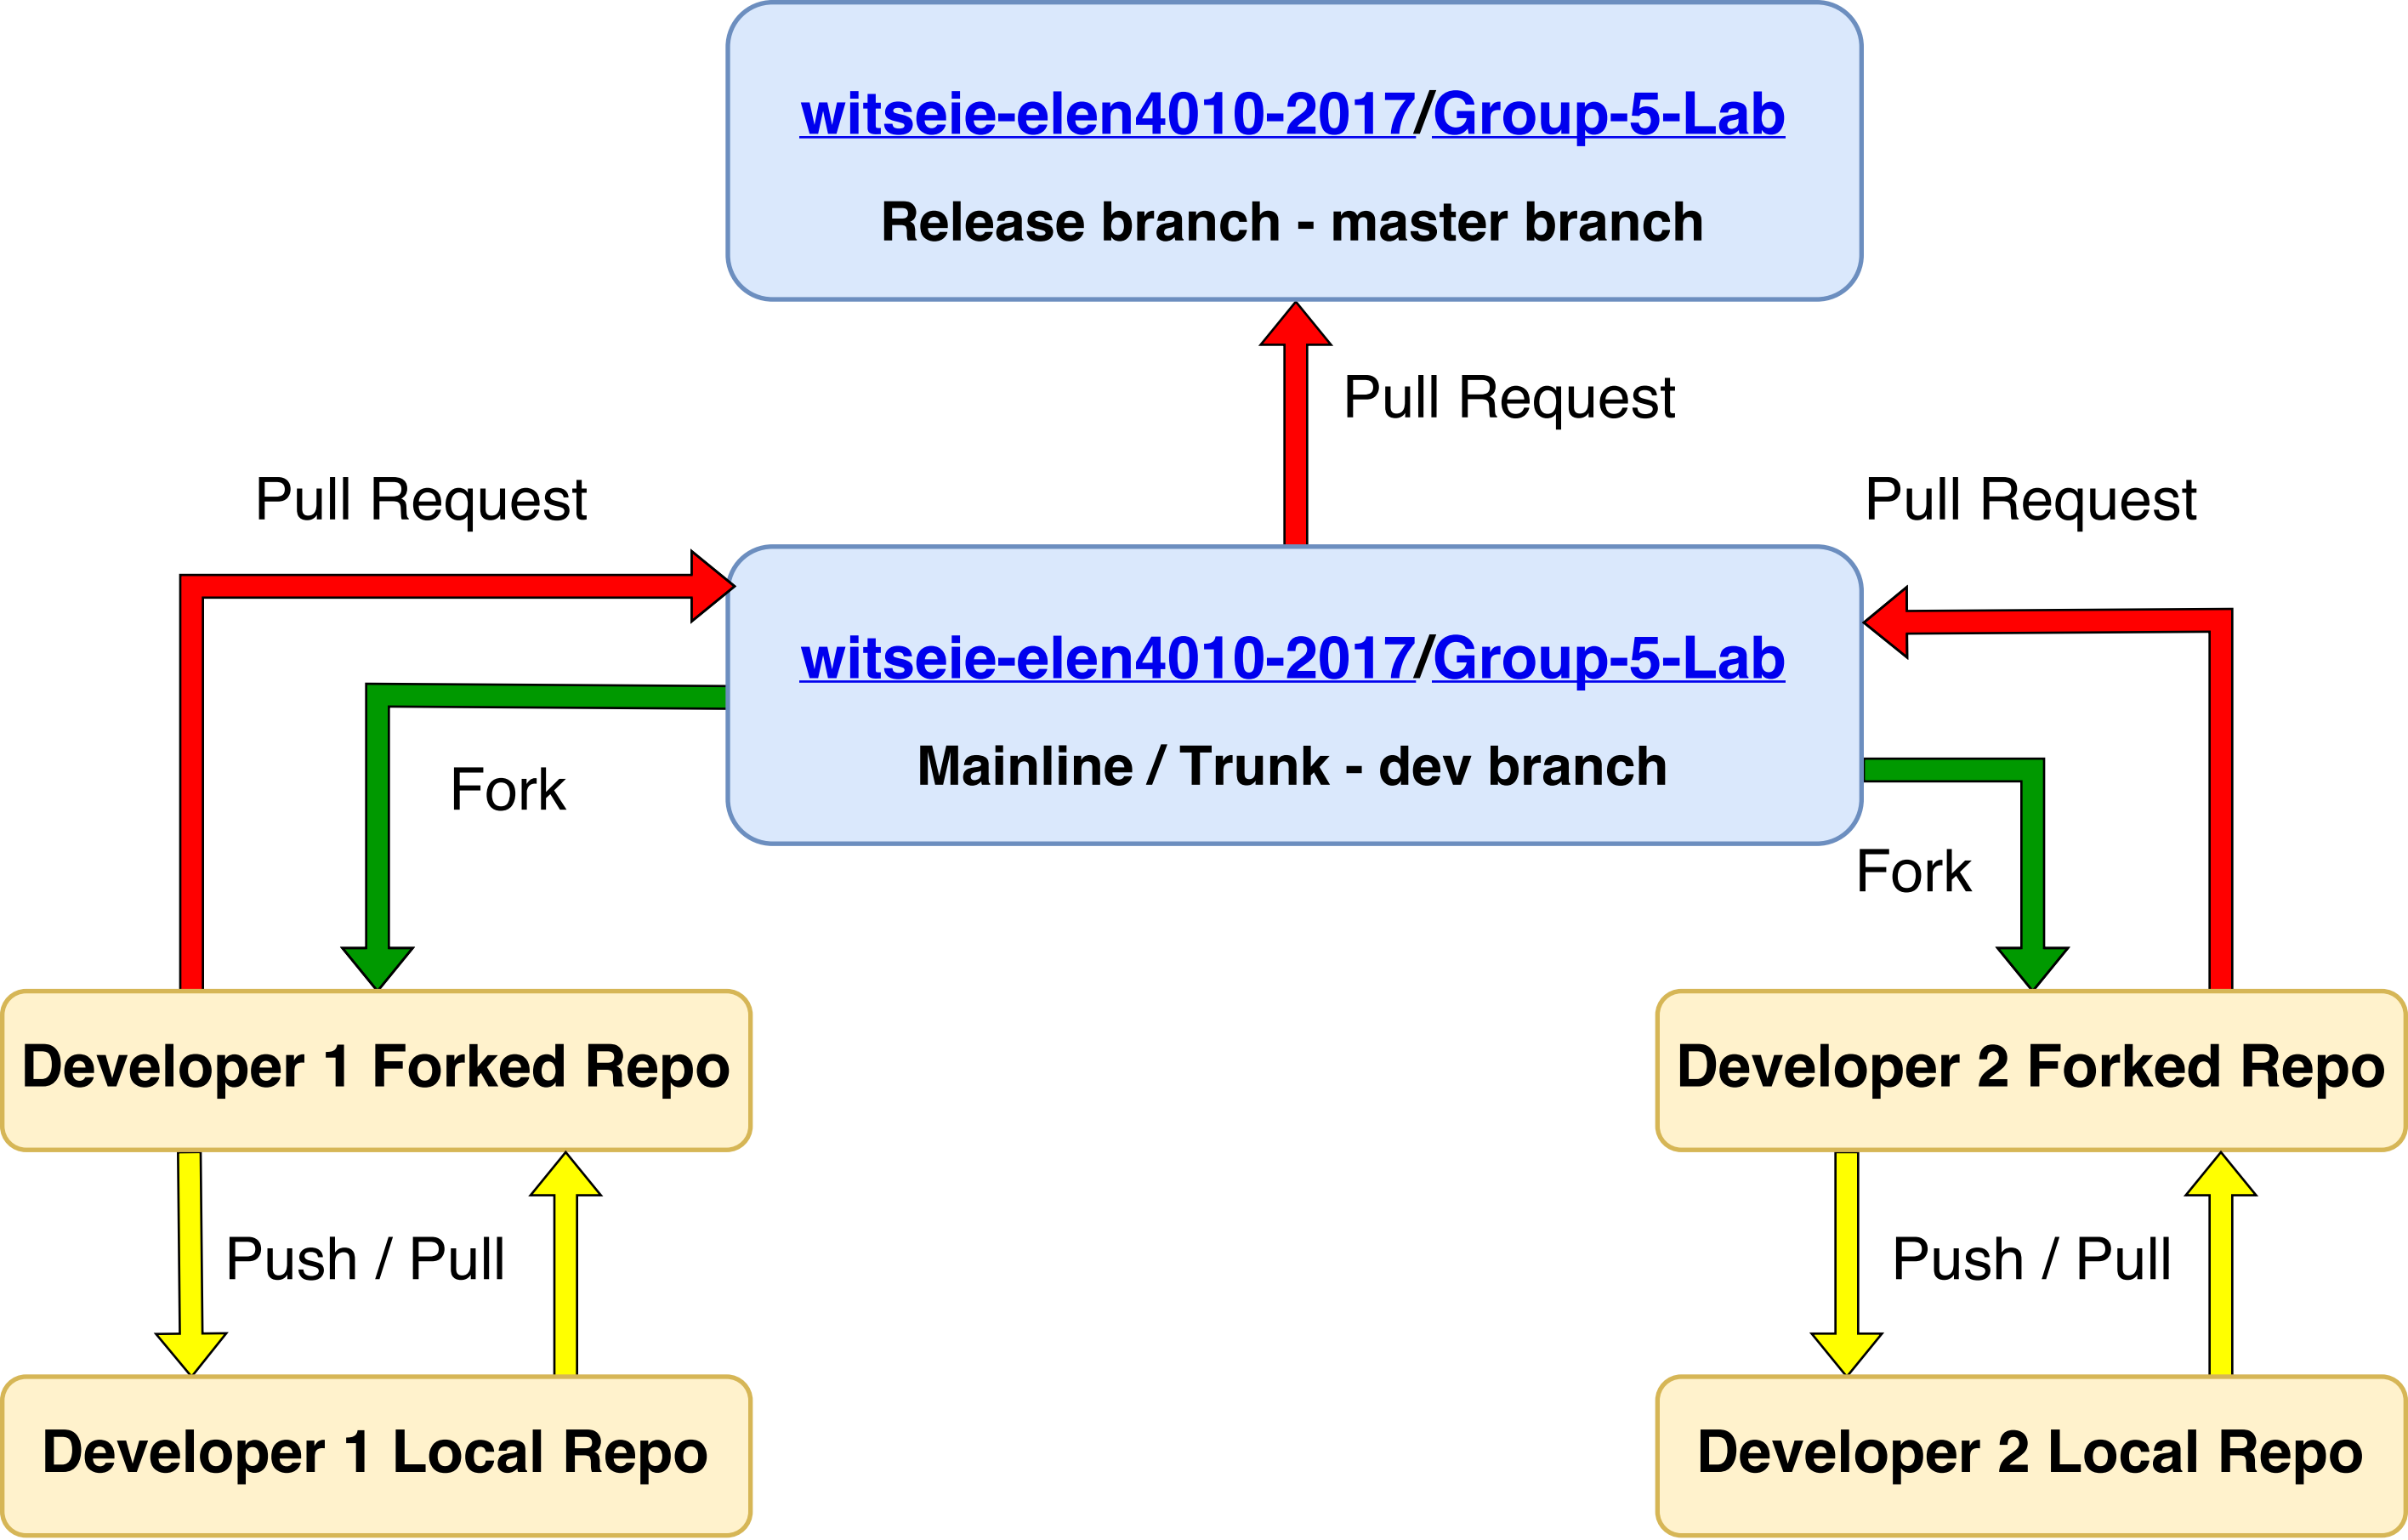 witseie-elen4010-2017/Group-5-Lab
Release branch - master branch
Pull Request
Pull Request
Pull Request
witseie-elen4010-2017/Group-5-Lab
Mainline / Trunk - dev branch
Fork
Fork
Developer 1 Forked Repo
Developer 2 Forked Repo
Push / Pull
Push / Pull
Developer 1 Local Repo
Developer 2 Local Repo